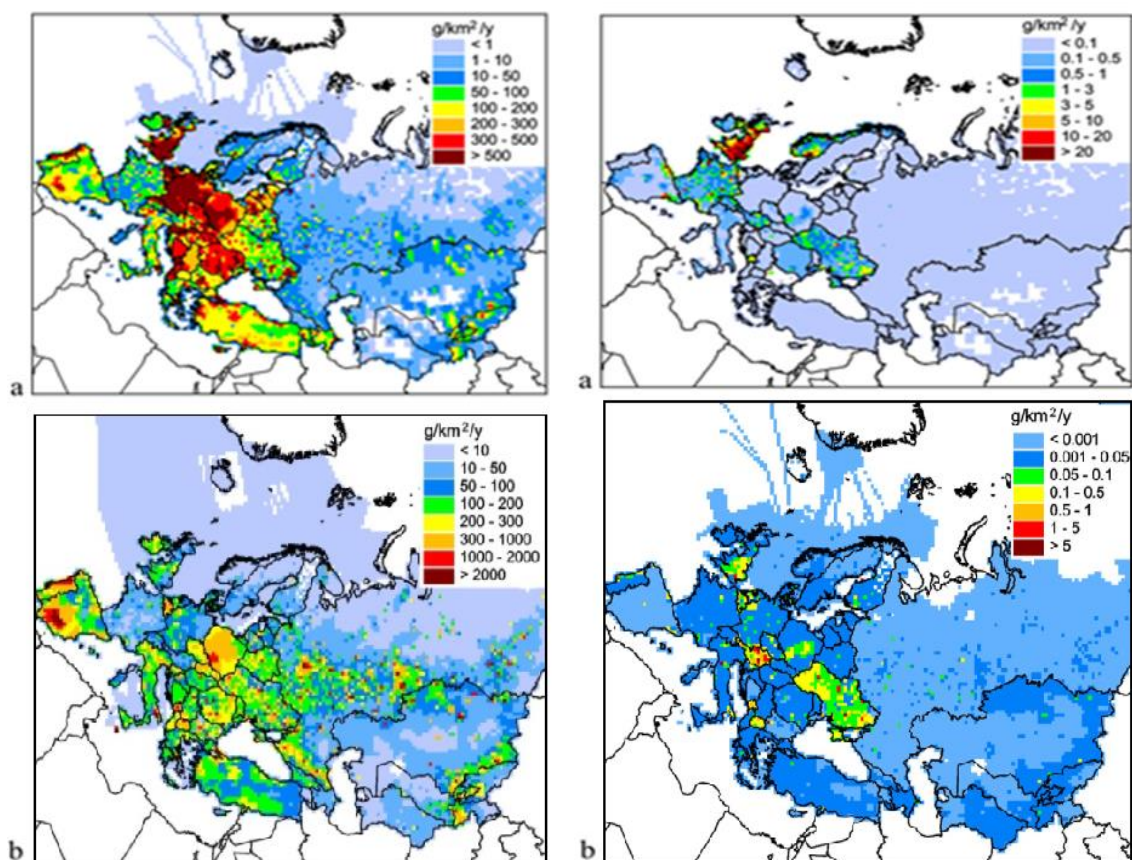 g/km²/y
< 1
1 - 10
10 - 50
50 - 100
100 - 200
200 - 300
300 - 500
> 500
a
g/km²/y
< 0.1
0.1 - 0.5
0.5 - 1
1 - 3
3 - 5
5 - 10
10 - 20
> 20
a
g/km²/y
< 10
10 - 50
50 - 100
100 - 200
200 - 300
300 - 1000
1000 - 2000
> 2000
b
g/km²/y
< 0.001
0.001 - 0.05
0.05 - 0.1
0.1 - 0.5
0.5 - 1
1 - 5
> 5
b